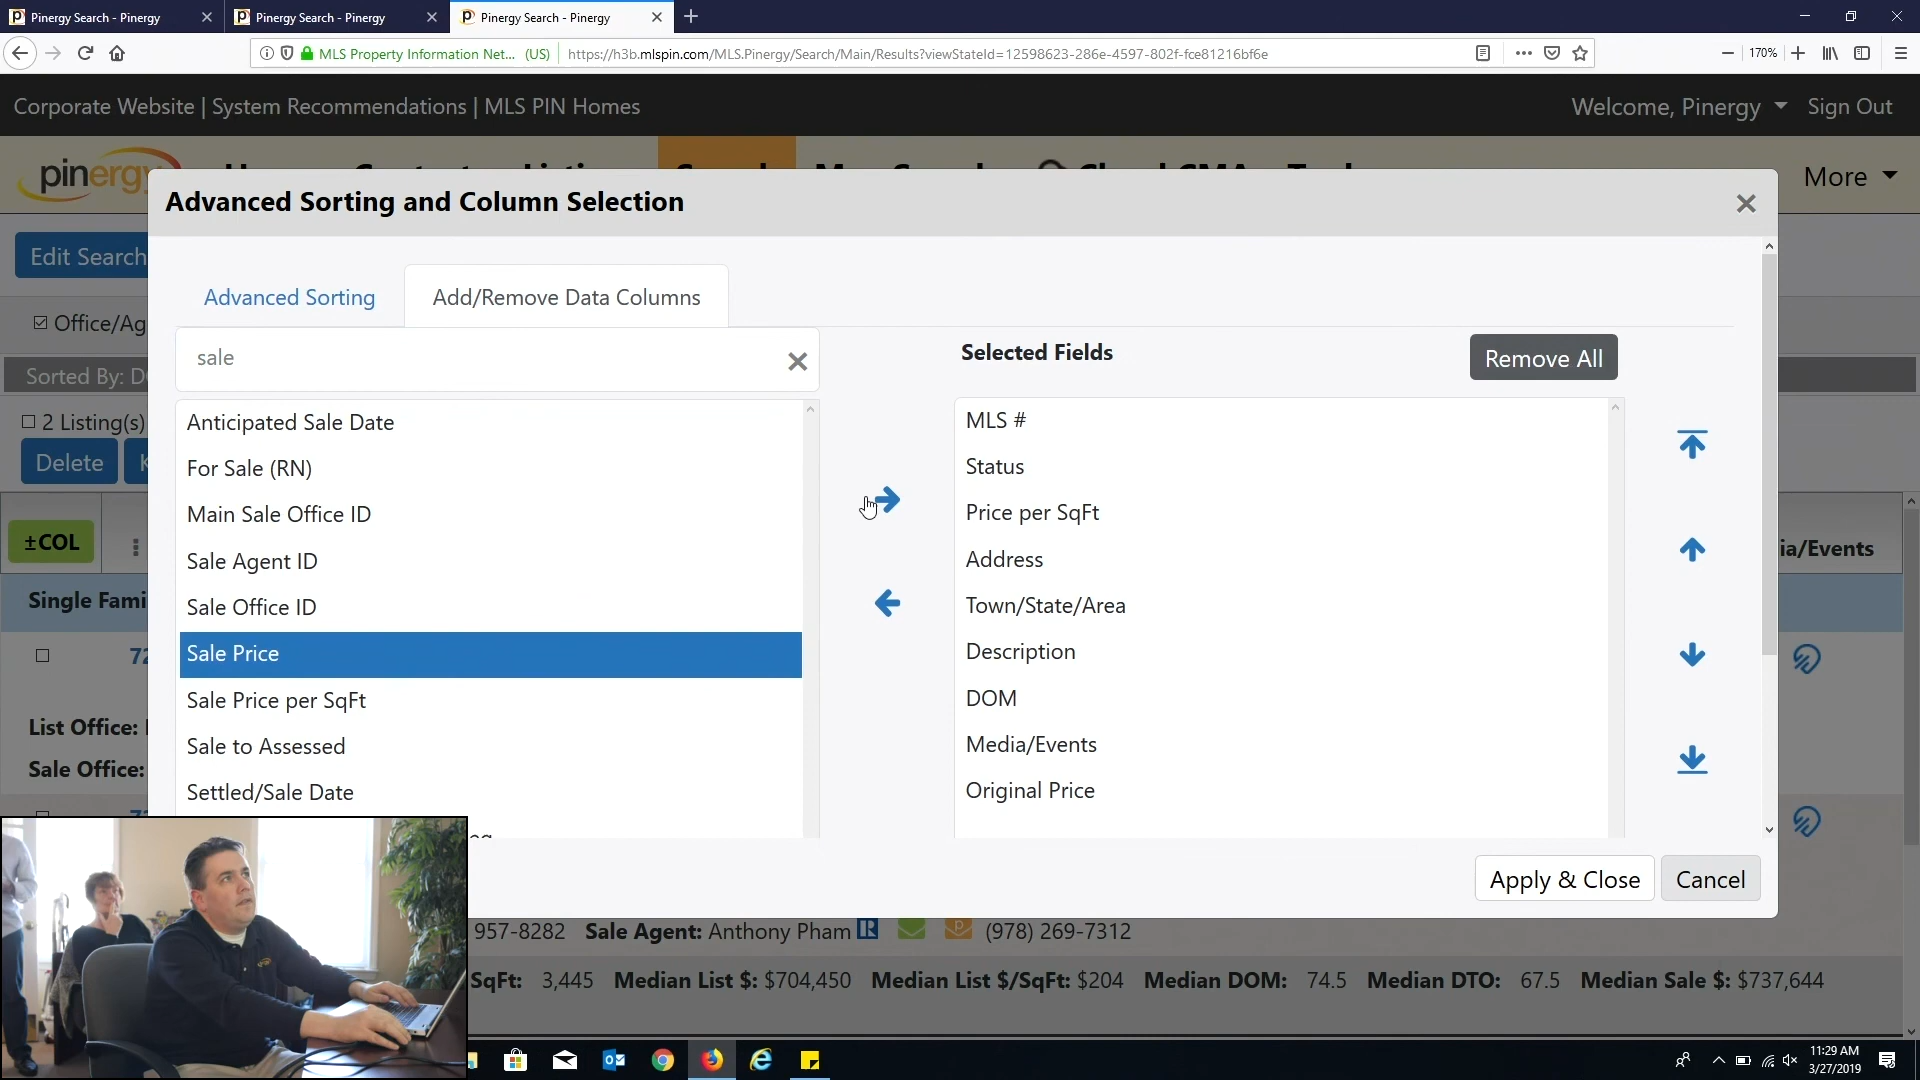 Pinergy Search - Pinergy
Pinergy Search - Pinergy
Pinergy Search - Pinergy
MLS Property Information Net... (US)
https://h3b.mlspin.com/MLS.Pinergy/Search/Main/Results?viewStateId=12598623-286e-4597-802f-fce81216bf6e
170%
Corporate Website | System Recommendations | MLS PIN Homes
Welcome, Pinergy
Sign Out
pinergy
More
Advanced Sorting and Column Selection
Edit Search
Advanced Sorting
Add/Remove Data Columns
Office/Ag
sale
Selected Fields
Remove All
Sorted By: D
2 Listing(s)
Delete
Anticipated Sale Date
For Sale (RN)
Main Sale Office ID
Sale Agent ID
Sale Office ID
Sale Price
Sale Price per SqFt
Sale to Assessed
Settled/Sale Date
MLS #
Status
Price per SqFt
Address
Town/State/Area
Description
DOM
Media/Events
Original Price
±COL
ia/Events
Single Fami
72
List Office:
Sale Office:
Apply & Close
Cancel
957-8282 Sale Agent: Anthony Pham R P (978) 269-7312
SqFt: 3,445 Median List $: $704,450 Median List $/SqFt: $204 Median DOM: 74.5 Median DTO: 67.5 Median Sale $: $737,644
11:29 AM
3/27/2019